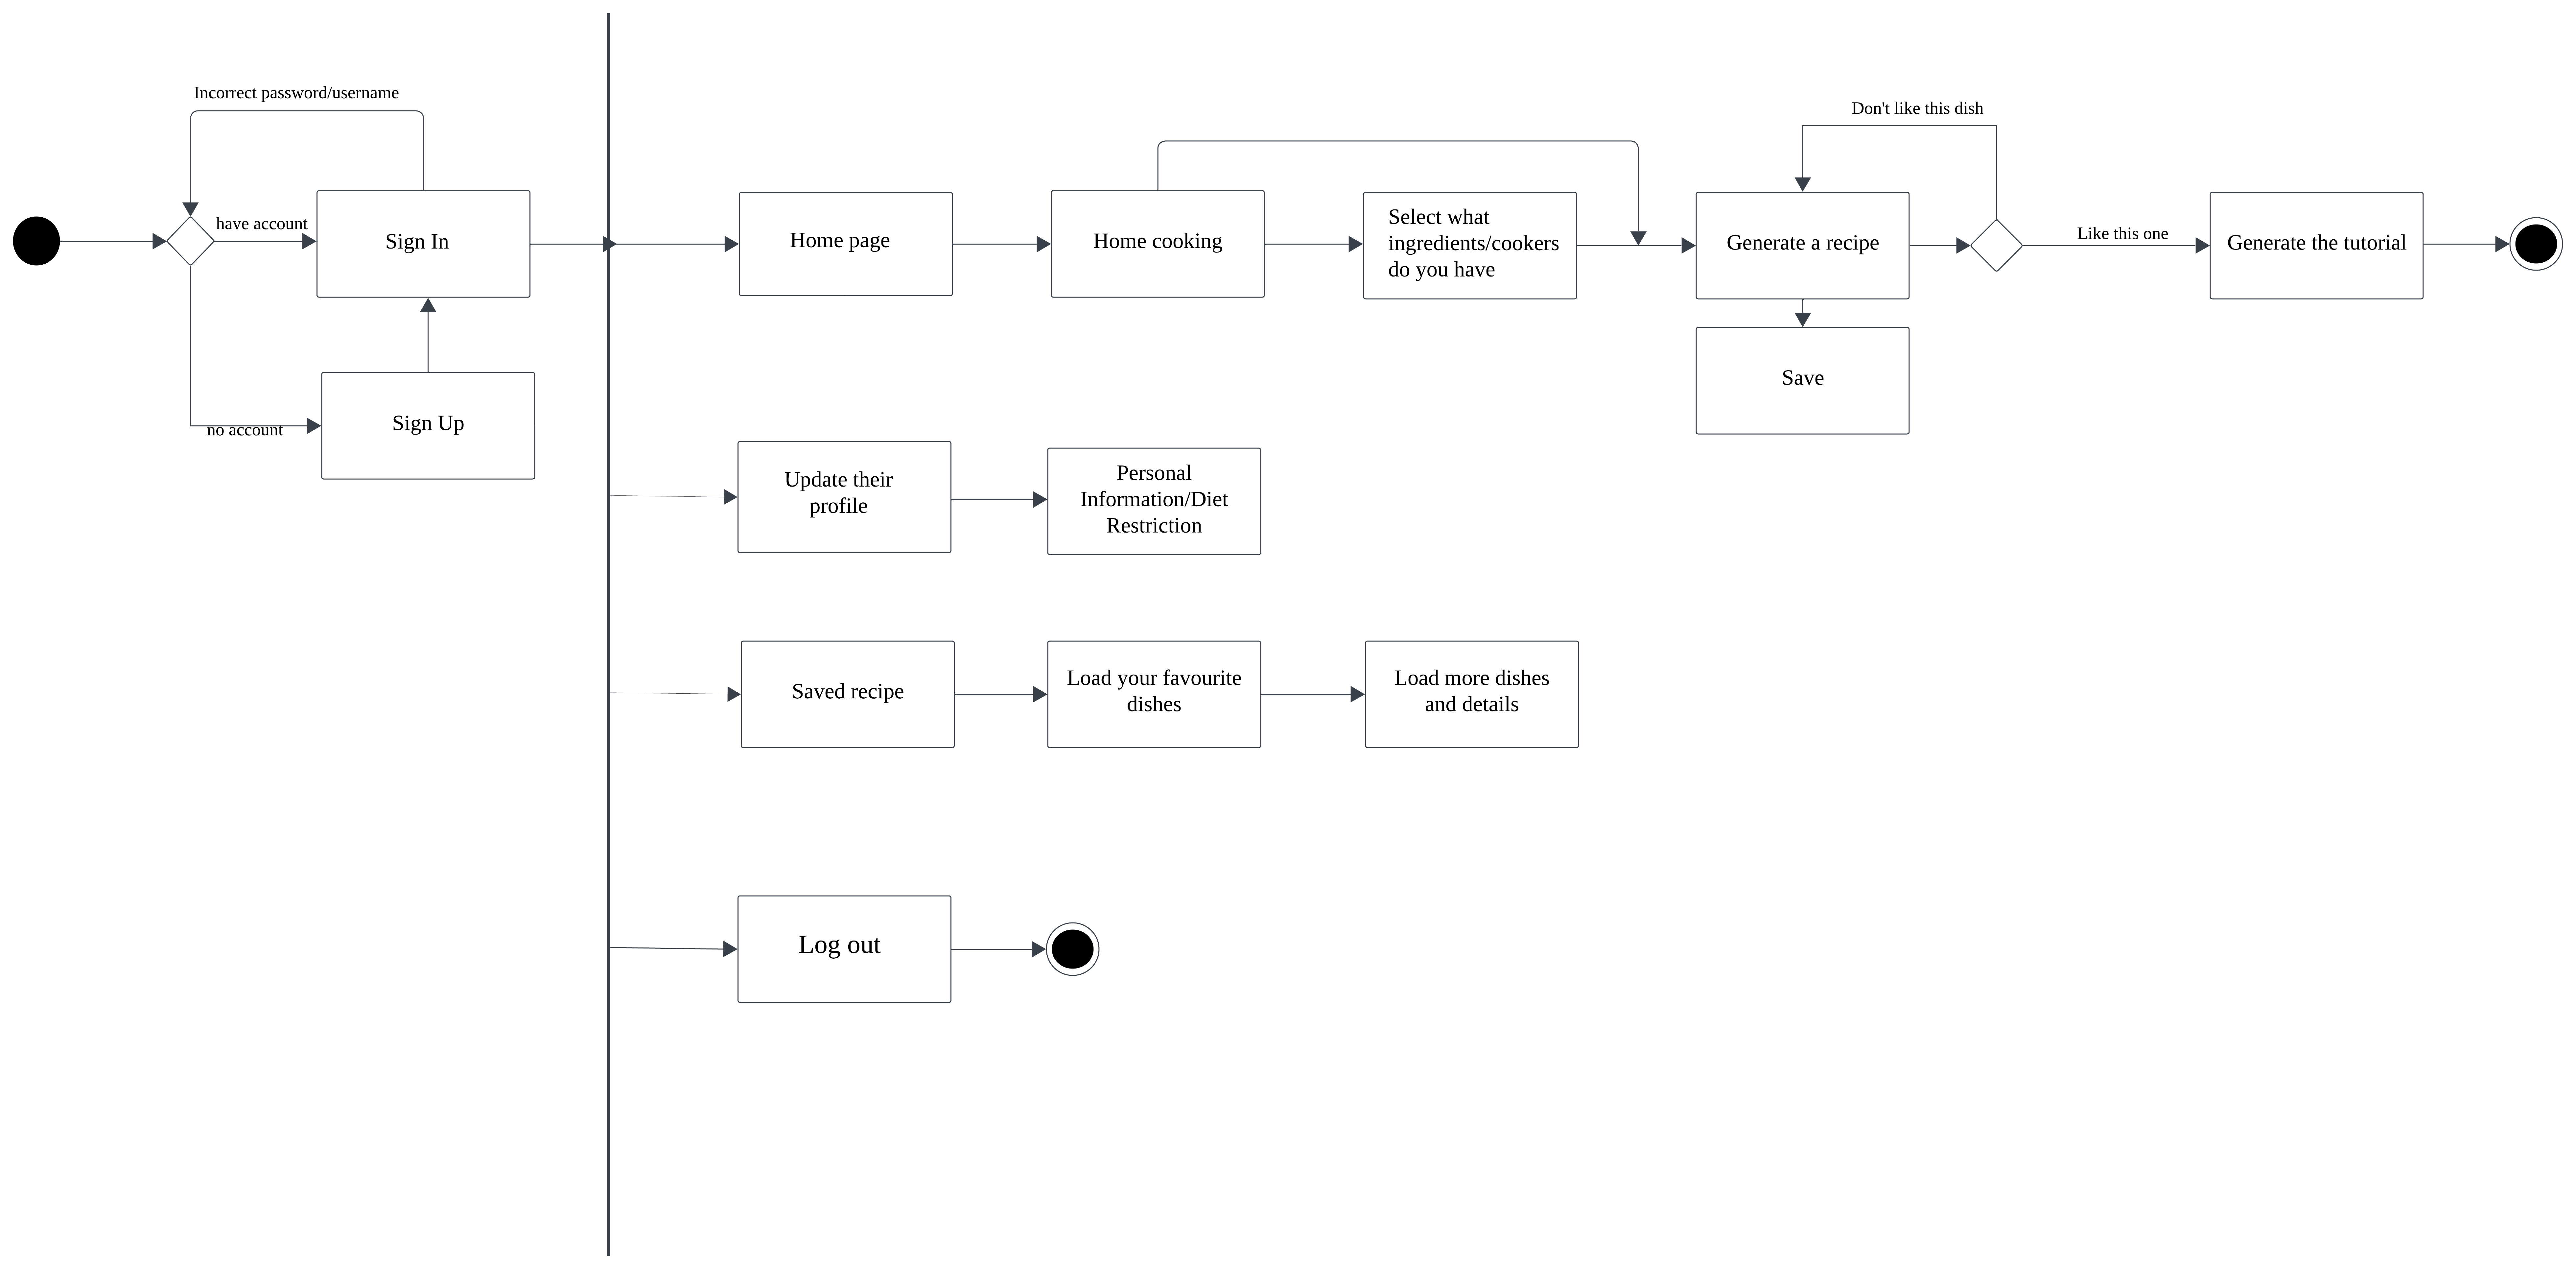 Incorrect password/username
have account
Sign In
no account
Sign Up
Home page
Home cooking
Select what
ingredients/cookers
do you have
Don't like this dish
Generate a recipe
Like this one
Generate the tutorial
Save
Update their
profile
Personal
Information/Diet
Restriction
Saved recipe
Load your favourite
dishes
Load more dishes
and details
Log out